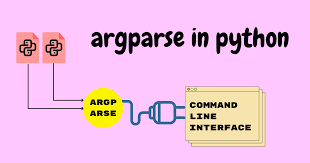 argparse in python
ARGP
ARSE
COMMAND
LINE
INTERFACE